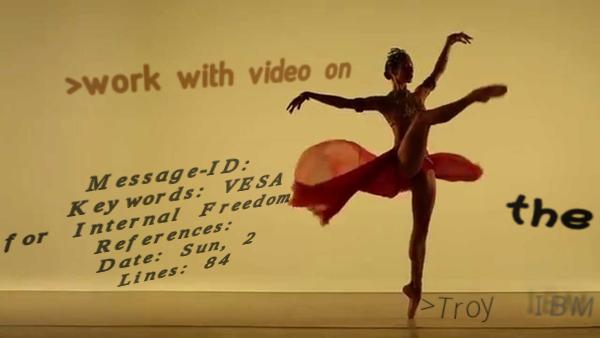 >work with video on
Message-ID:
Keywords: VESA
for Internal Freedom
References:
Date: Sun, 2
Lines: 84
the
>Troy IBM